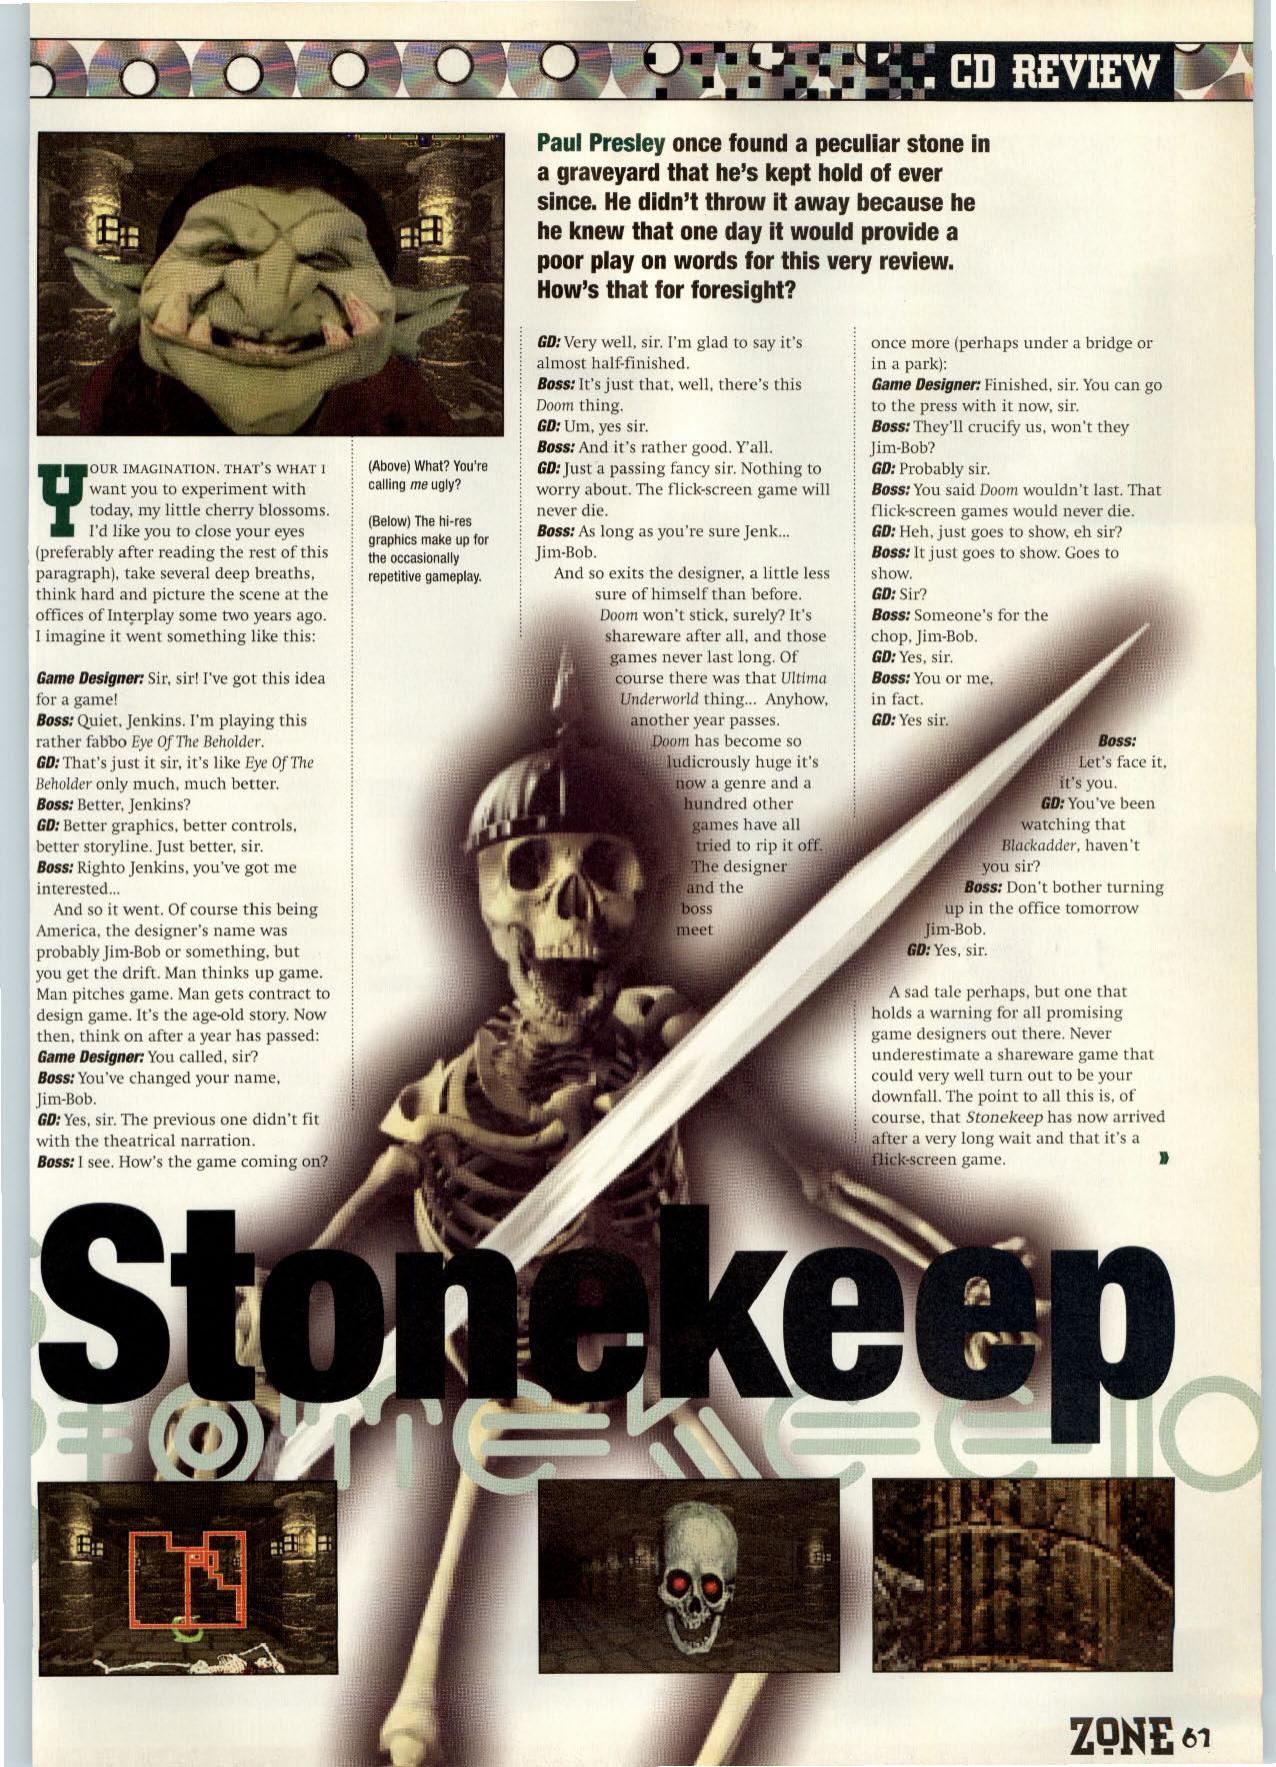 CD REVIEW
Paul Presley once found a peculiar stone in
a graveyard that he's kept hold of ever
since. He didn't throw it away because he
he knew that one day it would provide a
poor play on words for this very review.
How's that for foresight?
YOUR IMAGINATION. THAT'S WHAT I
want you to experiment with
today, my little cherry blossoms.
I'd like you to close your eyes
(preferably after reading the rest of this
paragraph), take several deep breaths,
think hard and picture the scene at the
offices of Interplay some two years ago.
I imagine it went something like this:
Game Designer: Sir, sir! I've got this idea
for a game!
Boss: Quiet, Jenkins. I'm playing this
rather fabbo Eye Of The Beholder.
GD: That's just it sir, it's like Eye Of The
Beholder only much, much better.
Boss: Better, Jenkins?
GD: Better graphics, better controls,
better storyline. Just better, sir.
Boss: Righto Jenkins, you've got me
interested...
And so it went. Of course this being
America, the designer's name was
probably Jim-Bob or something, but
you get the drift. Man thinks up game.
Man pitches game. Man gets contract to
design game. It's the age-old story. Now
then, think on after a year has passed:
Game Designer: You called, sir?
Boss: You've changed your name,
Jim-Bob.
GD: Yes, sir. The previous one didn't fit
with the theatrical narration.
Boss: I see. How's the game coming on?
(Above) What? You're
calling me ugly?
(Below) The hi-res
graphics make up for
the occasionally
repetitive gameplay.
GD: Very well, sir. I'm glad to say it's
almost half-finished.
Boss: It's just that, well, there's this
Doom thing.
GD: Um, yes sir.
Boss: And it's rather good. Y'all.
GD: Just a passing fancy sir. Nothing to
worry about. The flick-screen game will
never die.
Boss: As long as you're sure Jenk...
Jim-Bob.
And so exits the designer, a little less
sure of himself than before.
Doom won't stick, surely? It's
shareware after all, and those
games never last long. Of
course there was that Ultima
Underworld thing... Anyhow,
another year passes.
Doom has become so
ludicrously huge it's
now a genre and a
hundred other
games have all
tried to rip it off.
The designer
and the
boss
meet
once more (perhaps under a bridge or
in a park):
Game Designer: Finished, sir. You can go
to the press with it now, sir.
Boss: They'll crucify us, won't they
Jim-Bob?
GD: Probably sir.
Boss: You said Doom wouldn't last. That
flick-screen games would never die.
GD: Heh, just goes to show, eh sir?
Boss: It just goes to show. Goes to
show.
GD: Sir?
Boss: Someone's for the
chop, Jim-Bob.
GD: Yes, sir.
Boss: You or me,
in fact.
GD: Yes sir.
Boss:
Let's face it,
it's you.
GD: You've been
watching that
Blackadder, haven't
you sir?
Boss: Don't bother turning
up in the office tomorrow
Jim-Bob.
GD: Yes, sir.
A sad tale perhaps, but one that
holds a warning for all promising
game designers out there. Never
underestimate a shareware game that
could very well turn out to be your
downfall. The point to all this is, of
course, that Stonekeep has now arrived
after a very long wait and that it's a
flick-screen game.
Stonekeep
Stonekeep
ZONE 67